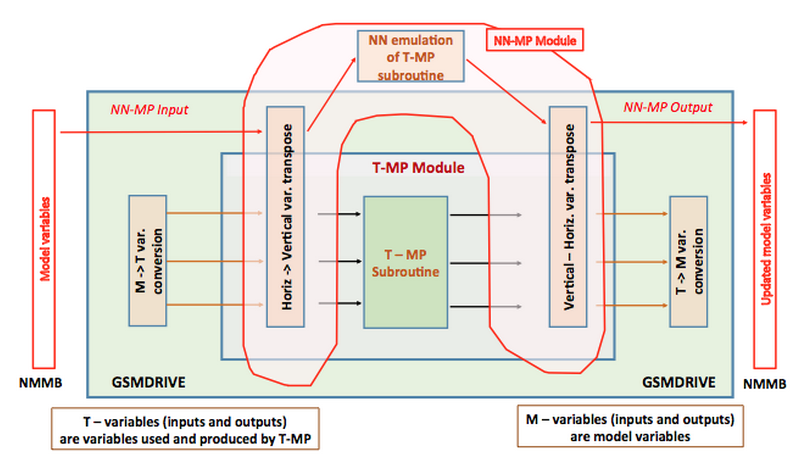 NN emulation
of T-MP
subroutine
NN-MP Module
NN-MP Input
NN-MP Output
T-MP Module
Model variables
M -> T var.
conversion
Horiz -> Vertical var. transpose
T – MP
Subroutine
Vertical – Horiz. var. transpose
T -> M var.
conversion
Updated model variables
NMMB
GSMDRIVE
GSMDRIVE
NMMB
T – variables (inputs and outputs)
are variables used and produced by T-MP
M – variables (inputs and outputs)
are model variables